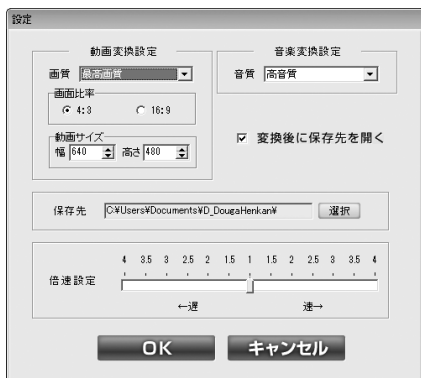 設定
動画変換設定
画質 最高画質
画面比率
4:3 16:9
動画サイズ
幅 640 高さ 480
音楽変換設定
音質 高音質
変換後に保存先を開く
保存先 C:¥Users¥Documents¥D_DougaHenkan¥ 選択
4 3.5 3 2.5 2 1.5 1 1.5 2 2.5 3 3.5 4
倍速設定
←遅 速→
OK キャンセル